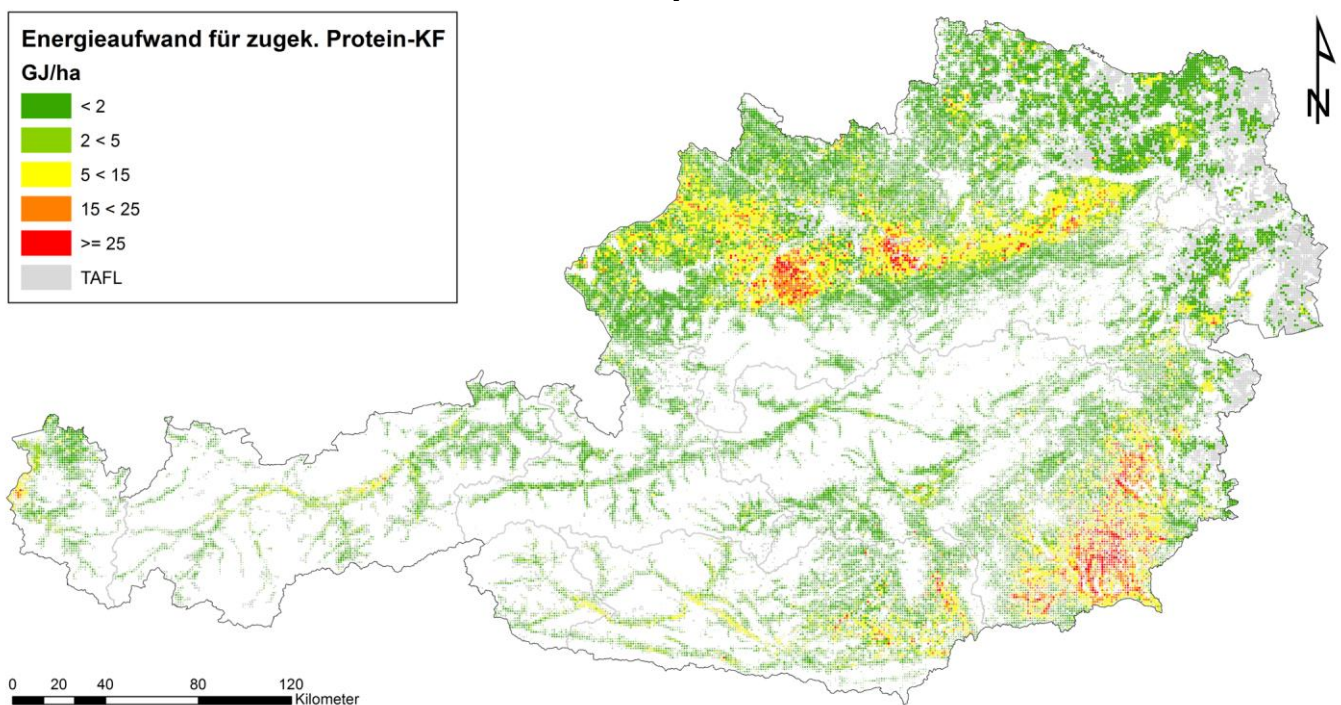 Energieaufwand für zugek. Protein-KF
GJ/ha
< 2
2 < 5
5 < 15
15 < 25
>= 25
TAFL
N
0 20 40 80 120
Kilometer